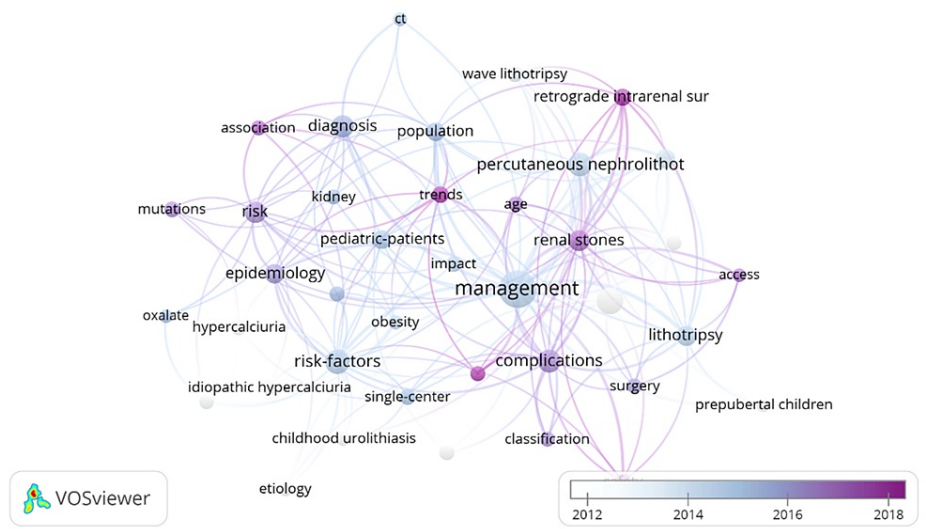 ct
wave lithotripsy
retrograde intrarenal sur
association
diagnosis
population
percutaneous nephrolithot
kidney
trends
age
mutations
risk
pediatric-patients
renal stones
impact
epidemiology
access
management
oxalate
hypercalciuria
obesity
lithotripsy
risk-factors
complications
idiopathic hypercalciuria
single-center
surgery
prepubertal children
childhood urolithiasis
classification
etiology
VOSviewer
2012 2014 2016 2018